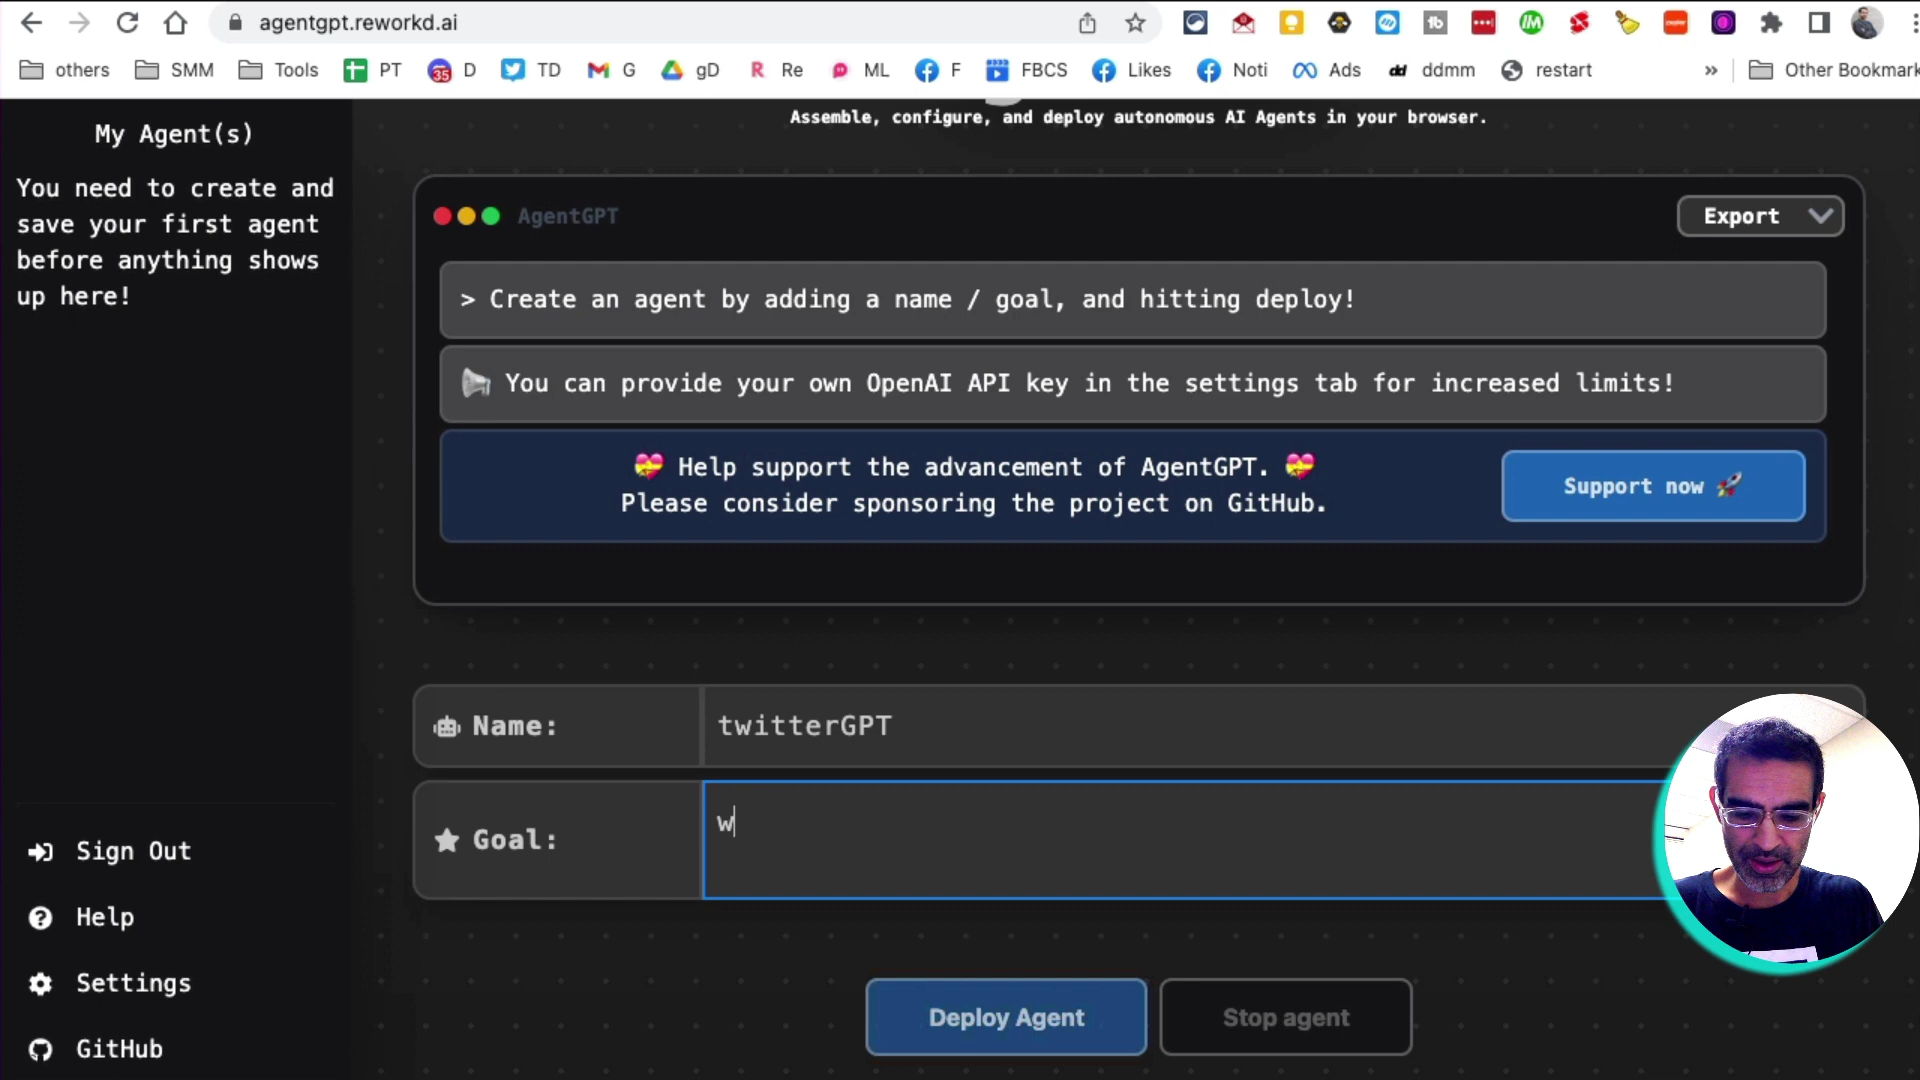 agentgpt.reworkd.ai
others SMM Tools PT 35 D TD G gD Re ML F FBCS Likes Noti Ads dd ddmm restart » Other Bookmark
My Agent(s)
You need to create and
save your first agent
before anything shows
up here!
Assemble, configure, and deploy autonomous AI Agents in your browser.
AgentGPT
Export
> Create an agent by adding a name / goal, and hitting deploy!
You can provide your own OpenAI API key in the settings tab for increased limits!
Help support the advancement of AgentGPT.
Please consider sponsoring the project on GitHub.
Support now
Name:
twitterGPT
Goal:
w
Sign Out
Help
Settings
GitHub
Deploy Agent
Stop agent